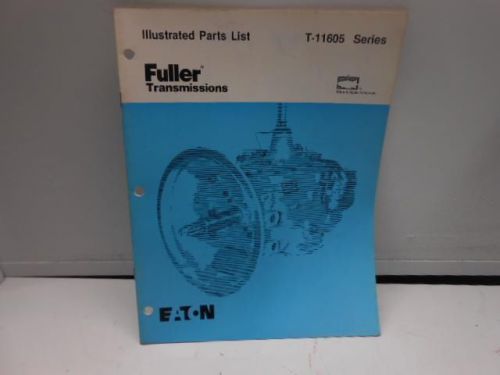 Illustrated Parts List
T-11605 Series
Fuller
Transmissions
EATON